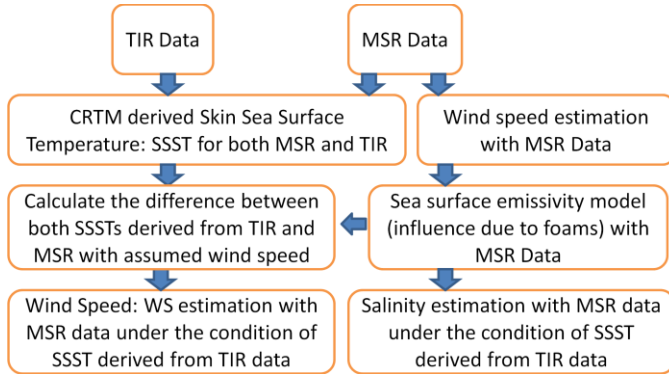 TIR Data
MSR Data
CRTM derived Skin Sea Surface
Temperature: SSST for both MSR and TIR
Wind speed estimation
with MSR Data
Calculate the difference between
both SSSTs derived from TIR and
MSR with assumed wind speed
Sea surface emissivity model
(influence due to foams) with
MSR Data
Wind Speed: WS estimation with
MSR data under the condition of
SSST derived from TIR data
Salinity estimation with MSR data
under the condition of SSST
derived from TIR data